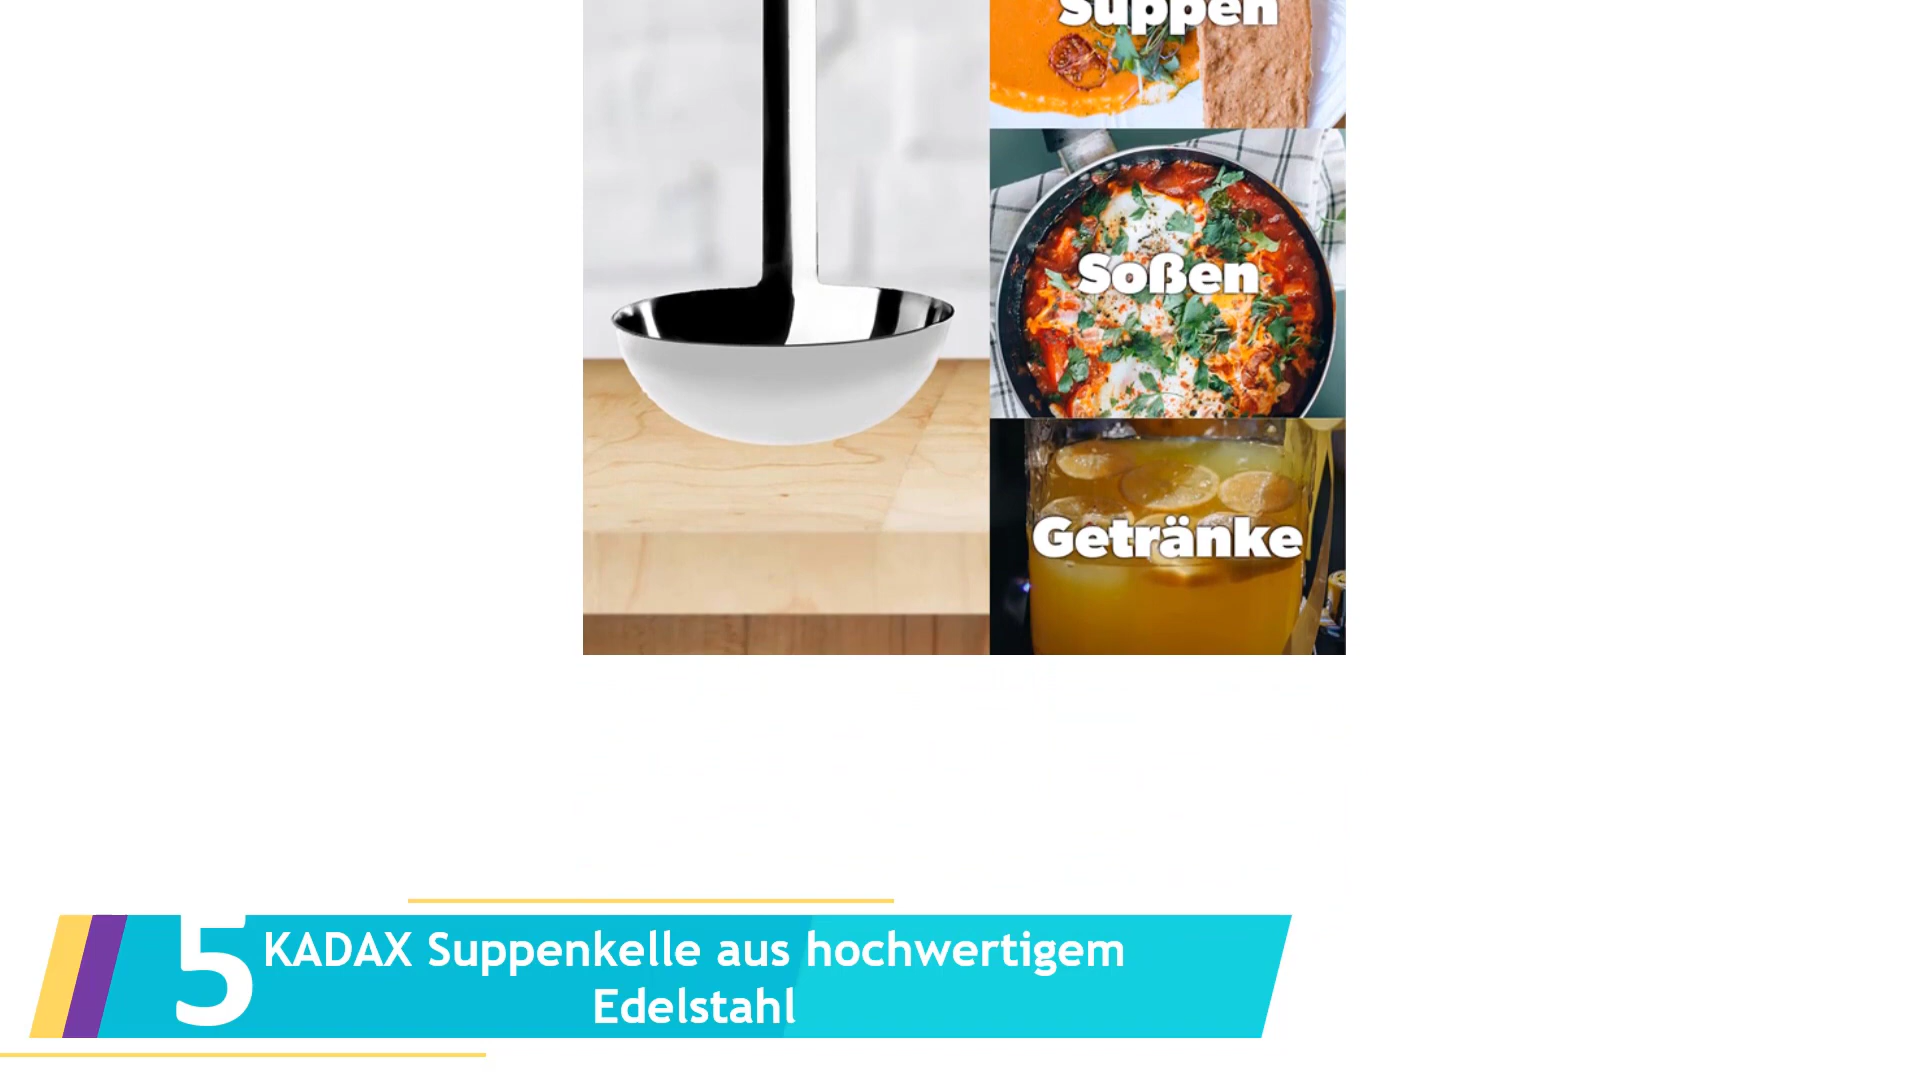 Suppen
Soßen
Getränke
5
KADAX Suppenkelle aus hochwertigem
Edelstahl